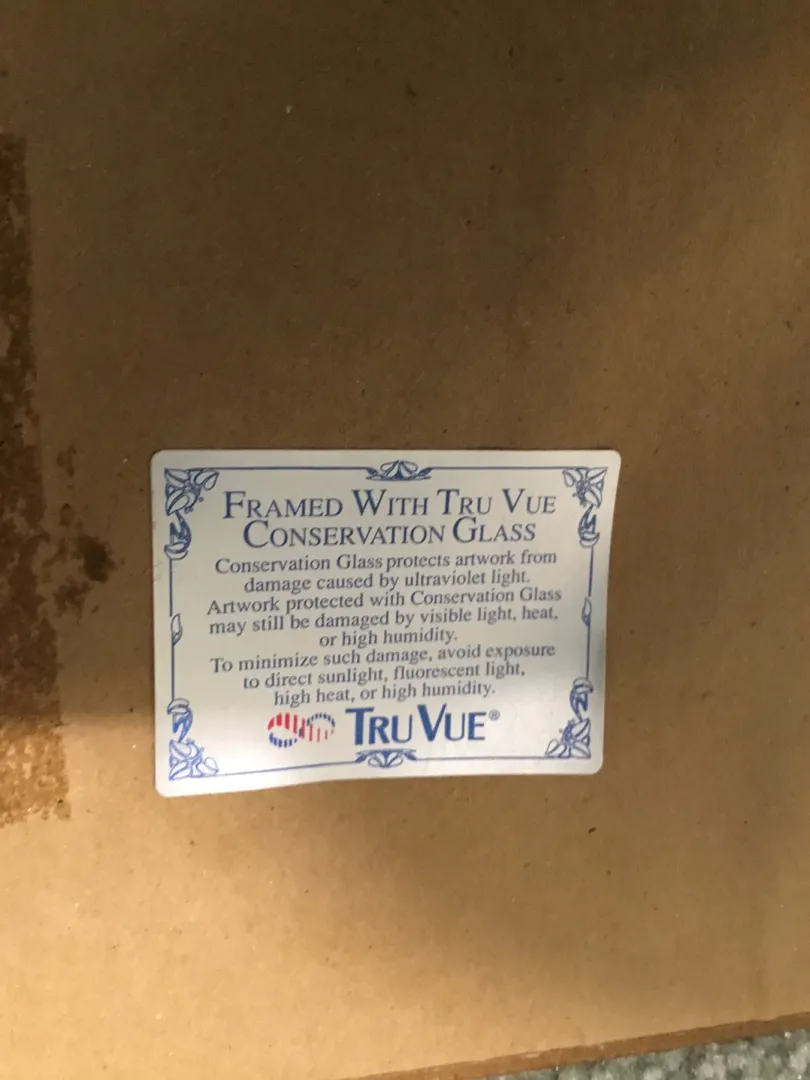 FRAMED WITH TRU VUE
CONSERVATION GLASS
Conservation Glass protects artwork from
damage caused by ultraviolet light.
Artwork protected with Conservation Glass
may still be damaged by visible light, heat,
or high humidity.
To minimize such damage, avoid exposure
to direct sunlight, fluorescent light,
high heat, or high humidity.
TRU VUE®